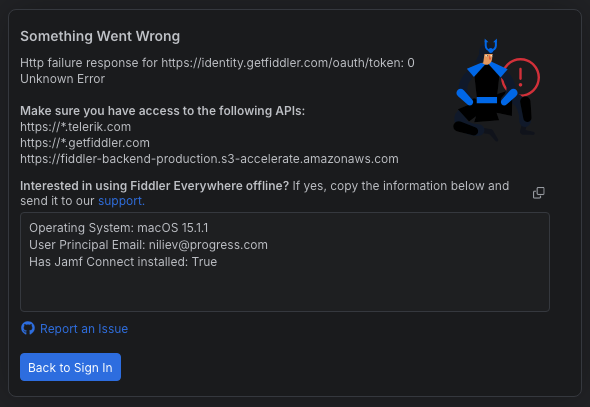 Something Went Wrong
Http failure response for https://identity.getfiddler.com/oauth/token: 0
Unknown Error
Make sure you have access to the following APIs:
https://*.telerik.com
https://*.getfiddler.com
https://fiddler-backend-production.s3-accelerate.amazonaws.com
Interested in using Fiddler Everywhere offline? If yes, copy the information below and
send it to our support.
Operating System: macOS 15.1.1
User Principal Email: niliev@progress.com
Has Jamf Connect installed: True
Report an Issue
Back to Sign In